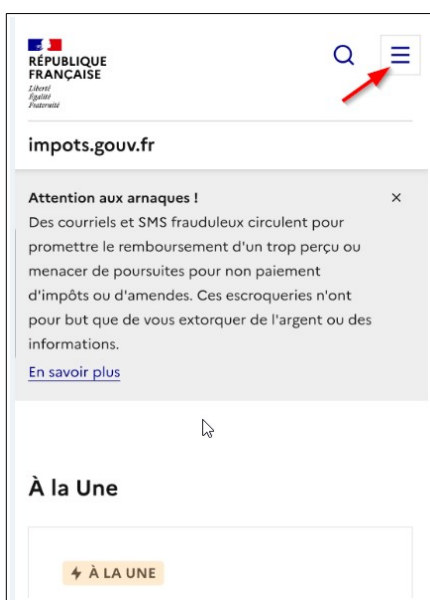 RÉPUBLIQUE
FRANÇAISE
Liberté
Égalité
Fraternité
impots.gouv.fr
Attention aux arnaques !
Des courriels et SMS frauduleux circulent pour
promettre le remboursement d'un trop perçu ou
menacer de poursuites pour non paiement
d'impôts ou d'amendes. Ces escroqueries n'ont
pour but que de vous extorquer de l'argent ou des
informations.
En savoir plus
À la Une
À LA UNE